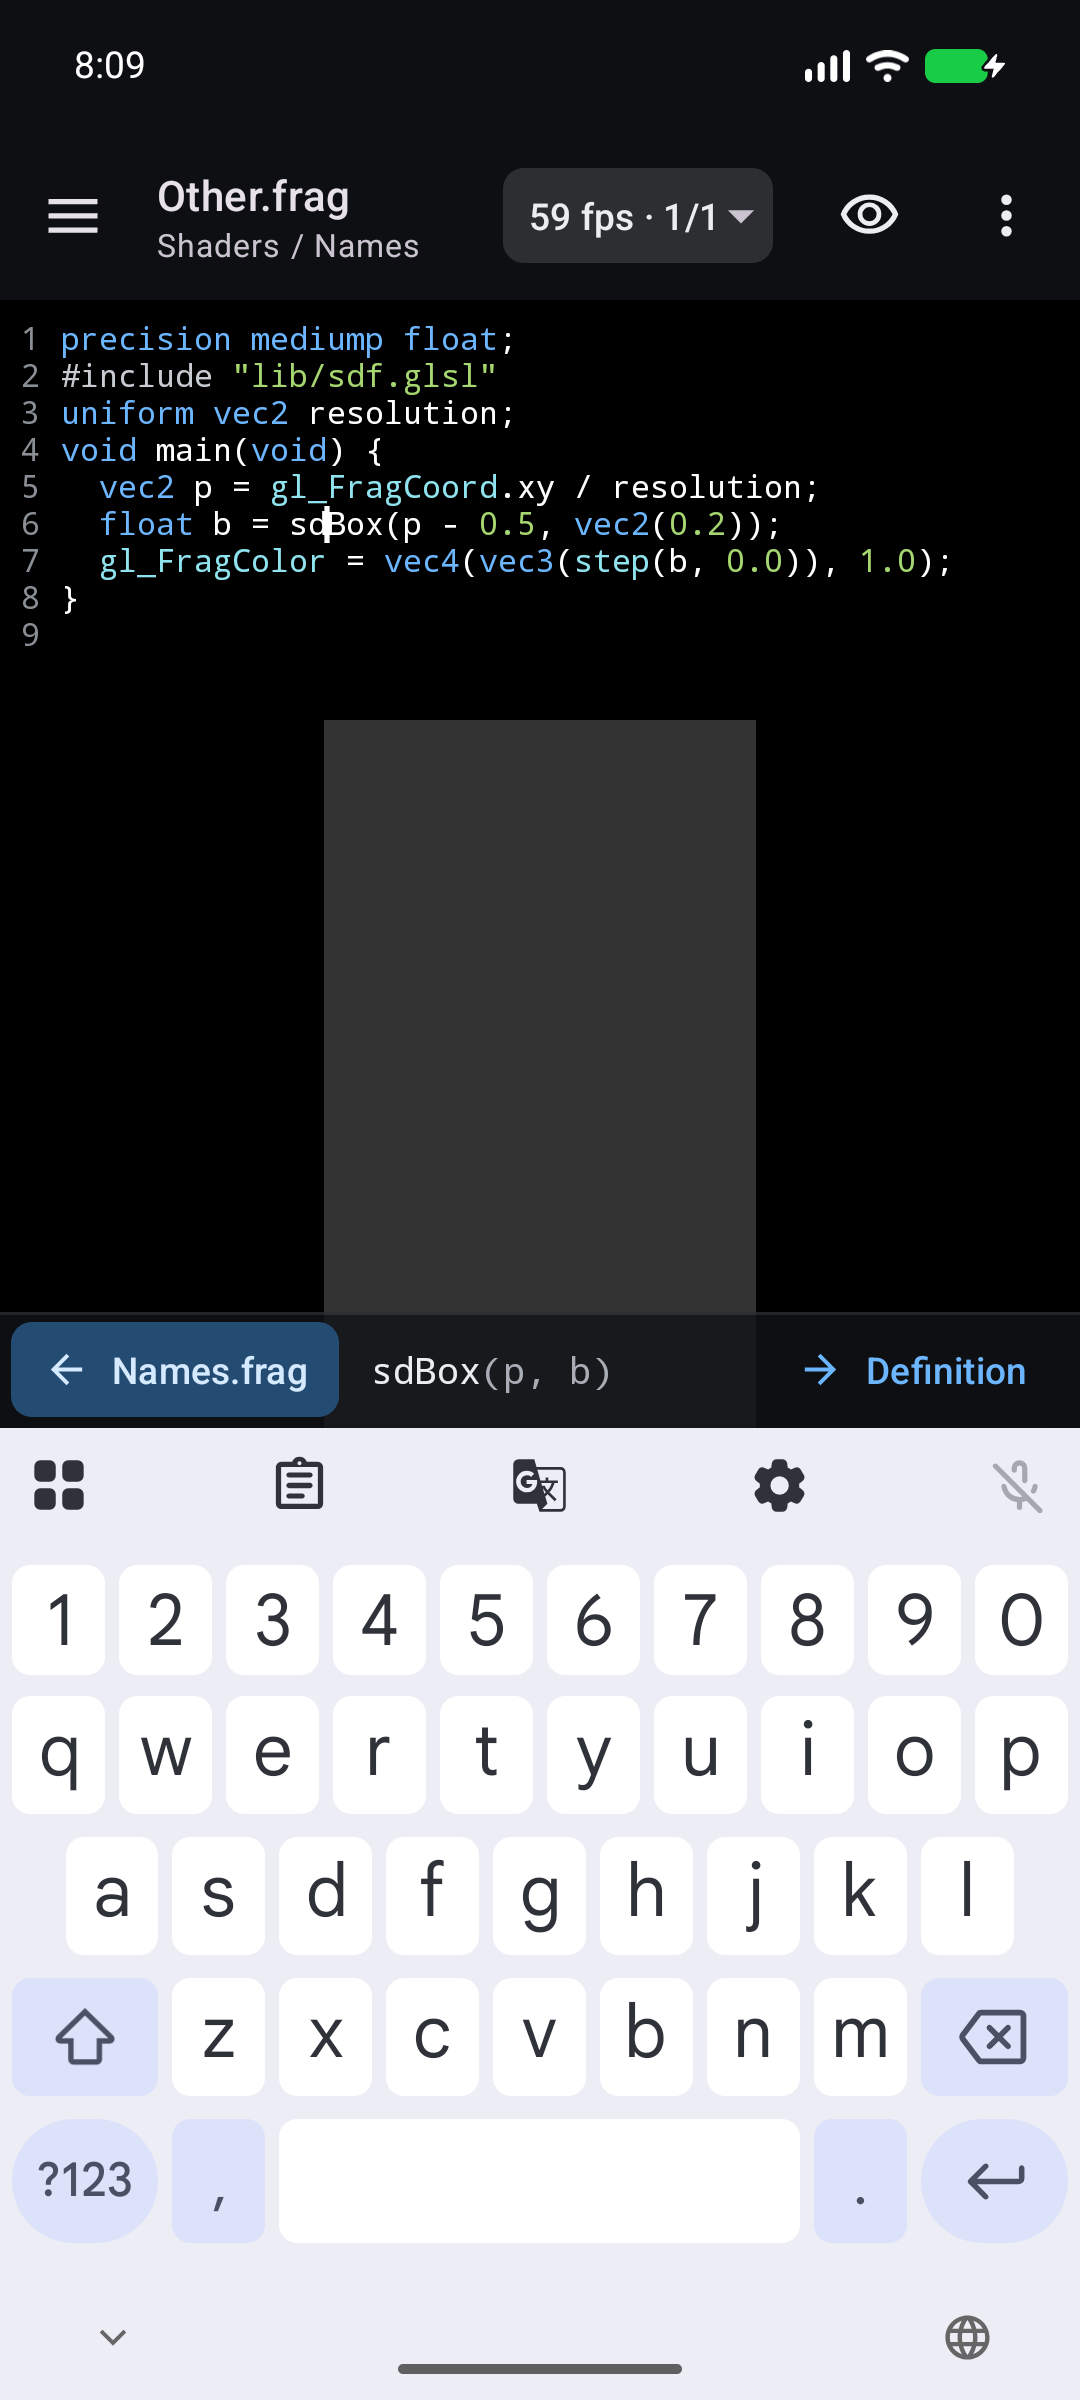 8:09
Other.frag
Shaders / Names
59 fps · 1/1
1 precision mediump float;
2 #include "lib/sdf.glsl"
3 uniform vec2 resolution;
4 void main(void) {
5   vec2 p = gl_FragCoord.xy / resolution;
6   float b = sdBox(p - 0.5, vec2(0.2));
7   gl_FragColor = vec4(vec3(step(b, 0.0)), 1.0);
8 }
9
← Names.frag sdBox(p, b) → Definition
1 2 3 4 5 6 7 8 9 0
q w e r t y u i o p
a s d f g h j k l
z x c v b n m
?123 , .